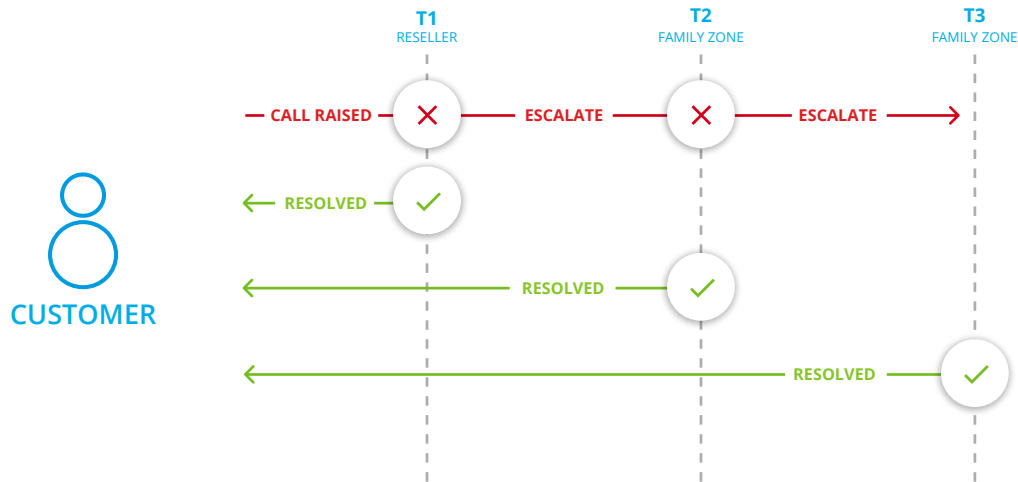 T1
RESELLER
T2
FAMILY ZONE
T3
FAMILY ZONE
CALL RAISED
ESCALATE
ESCALATE
RESOLVED
RESOLVED
CUSTOMER
RESOLVED